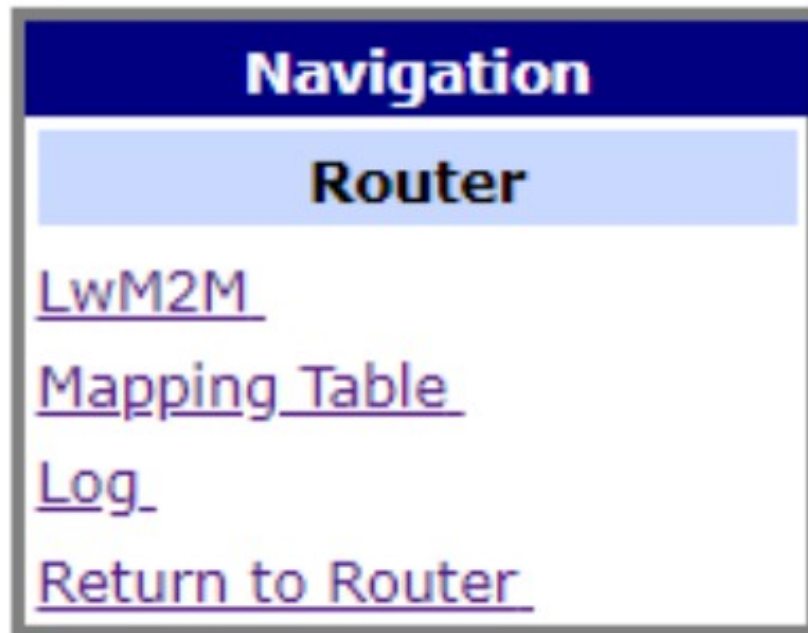 Navigation
Router
LwM2M
Mapping Table
Log
Return to Router